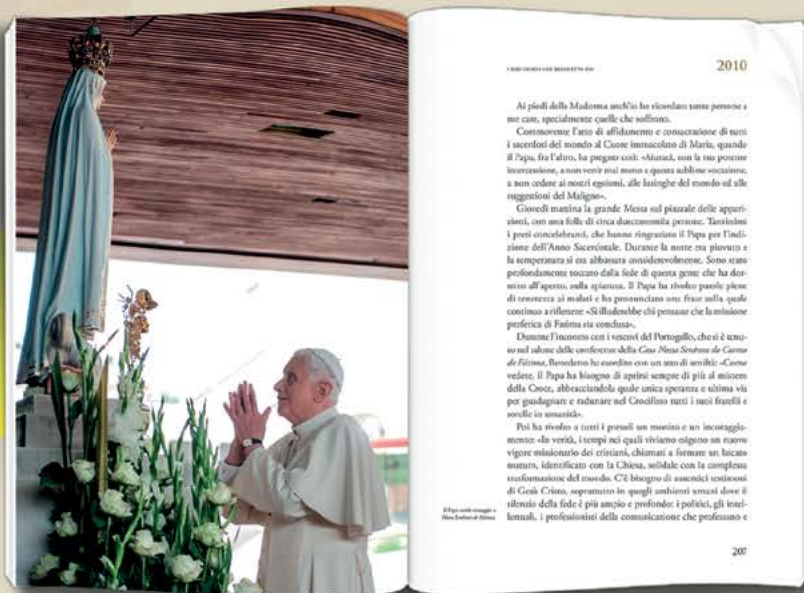 I MIEI GIORNI CON BENEDETTO XVI
2010
Ai piedi della Madonna anch'io ho ricordato tante persone a
me care, specialmente quelle che soffrono.
Commovente l'atto di affidamento e consacrazione di tutti
i sacerdoti del mondo al Cuore immacolato di Maria, quando
il Papa, fra l'altro, ha pregato così: «Aiutaci, con la tua potente
intercessione, a non venir mai meno a questa sublime vocazione,
a non cedere ai nostri egoismi, alle lusinghe del mondo ed alle
suggestioni del Maligno».
Giovedì mattina la grande Messa sul piazzale delle appari-
zioni, con una folla di circa duecentomila persone. Tantissimi
i preti concelebranti, che hanno ringraziato il Papa per l'indi-
zione dell'Anno Sacerdotale. Durante la notte era piovuto e
la temperatura si era abbassata considerevolmente. Sono stato
profondamente toccato dalla fede di questa gente che ha dor-
mito all'aperto, sulla spianata. Il Papa ha rivolto parole piene
di tenerezza ai malati e ha pronunciato una frase sulla quale
continuo a riflettere: «Si illuderebbe chi pensasse che la missione
profetica di Fatima sia conclusa».
Durante l'incontro con i vescovi del Portogallo, che si è tenu-
to nel salone delle conferenze della Casa Nossa Senhora do Carmo
de Fátima, Benedetto ha esordito con un atto di umiltà: «Come
vedete, il Papa ha bisogno di aprirsi sempre di più al mistero
della Croce, abbracciandola quale unica speranza e ultima via
per guadagnare e radunare nel Crocifisso tutti i suoi fratelli e
sorelle in umanità».
Poi ha rivolto a tutti i presuli un monito e un incoraggia-
mento: «In verità, i tempi nei quali viviamo esigono un nuovo
vigore missionario dei cristiani, chiamati a formare un laicato
maturo, identificato con la Chiesa, solidale con la complessa
trasformazione del mondo. C'è bisogno di autentici testimoni
di Gesù Cristo, soprattutto in quegli ambienti umani dove il
silenzio della fede è più ampio e profondo: i politici, gli intel-
lettuali, i professionisti della comunicazione che professano e
Il Papa rende omaggio a
Nossa Senhora de Fátima.
207